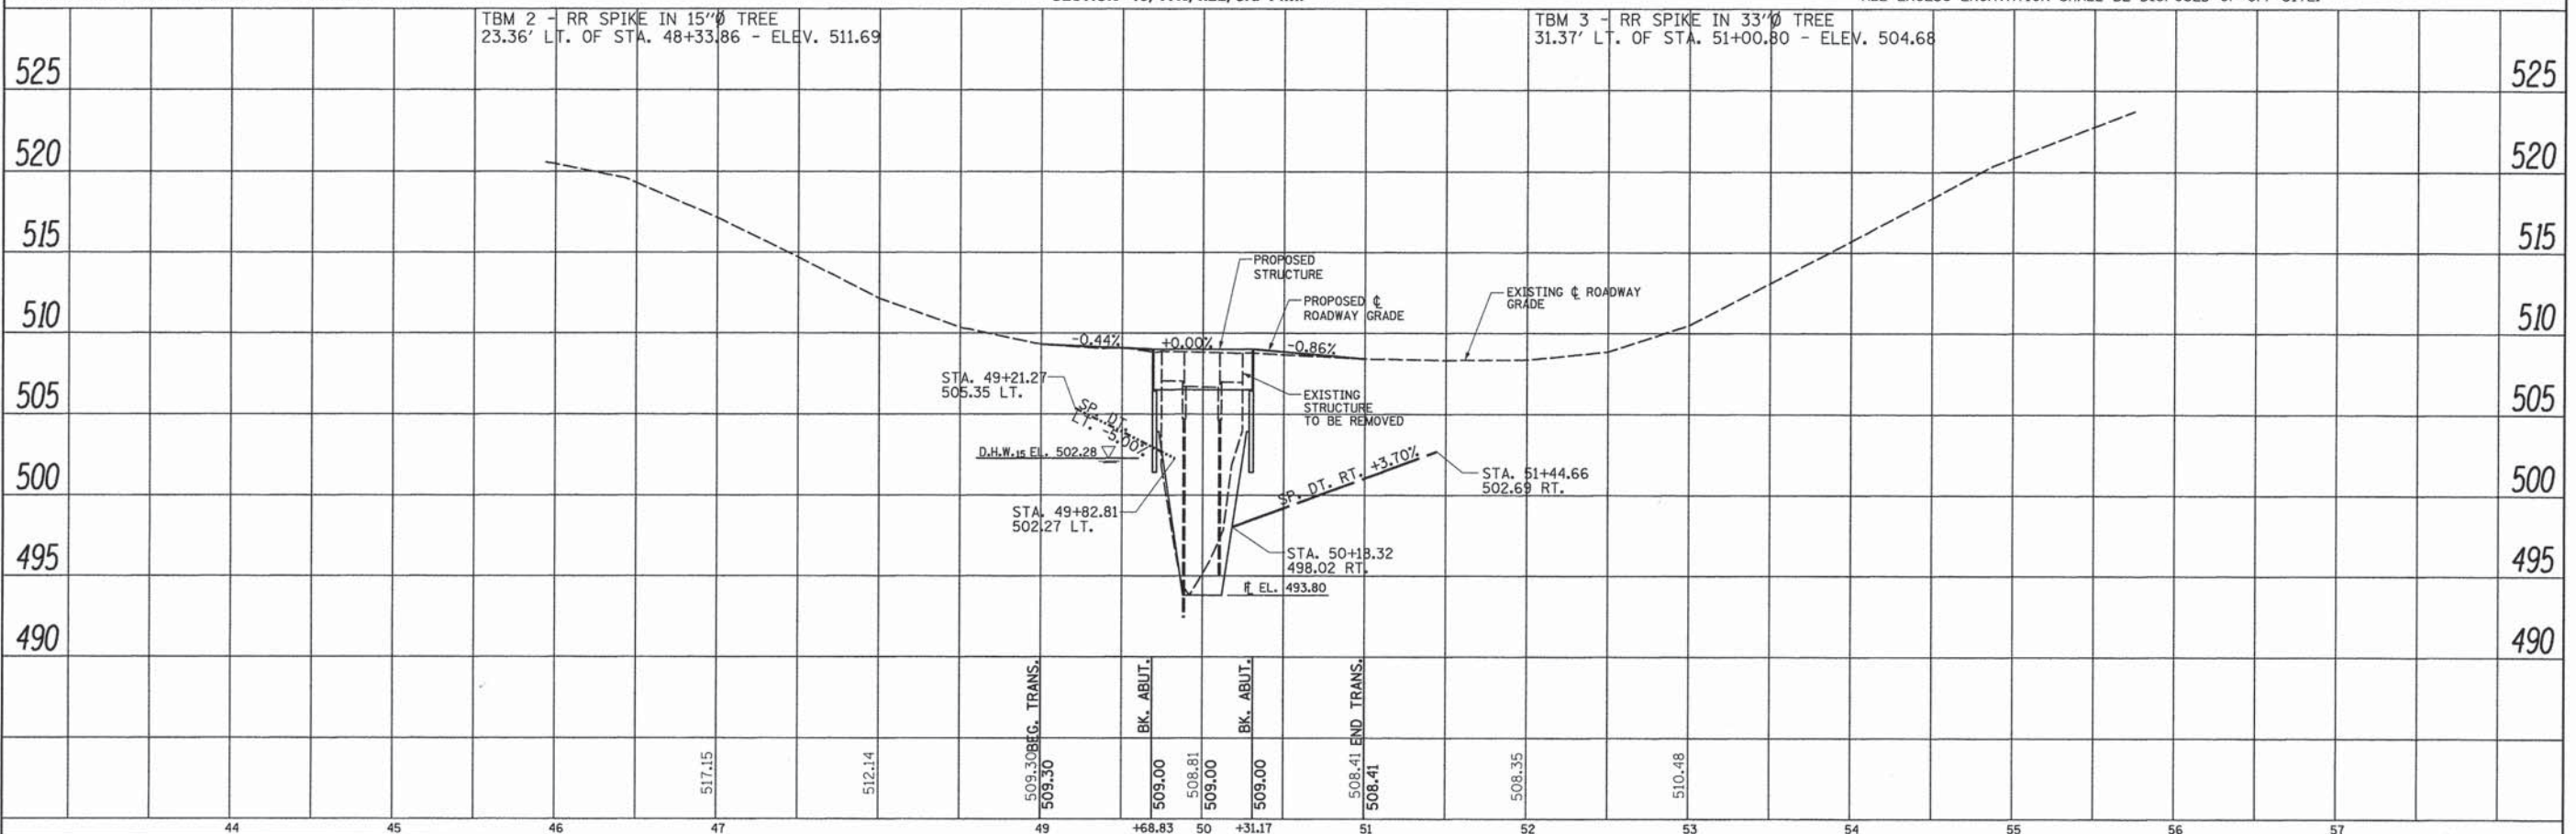 TBM 2 - RR SPIKE IN 15"Ø TREE
23.36' LT. OF STA. 48+33.86 - ELEV. 511.69
TBM 3 - RR SPIKE IN 33"Ø TREE
31.37' LT. OF STA. 51+00.80 - ELEV. 504.68
525
525
520
520
515
515
510
510
505
505
500
500
495
495
490
490
PROPOSED
STRUCTURE
PROPOSED ℄
ROADWAY GRADE
EXISTING ℄ ROADWAY
GRADE
-0.44%
+0.00%
-0.86%
STA. 49+21.27
505.35 LT.
SP. DT.
LT. -5.00%
EXISTING
STRUCTURE
TO BE REMOVED
D.H.W.15 EL. 502.28
SP. DT. RT. +3.70%
STA. 51+44.66
502.69 RT.
STA. 49+82.81
502.27 LT.
STA. 50+18.32
498.02 RT.
EL. 493.80
BEG. TRANS.
BK. ABUT.
BK. ABUT.
END TRANS.
517.15
512.14
509.30
509.30
509.00
508.81
509.00
509.00
508.41
508.41
508.35
510.48
44
45
46
47
49
+68.83
50
+31.17
51
52
53
54
55
56
57